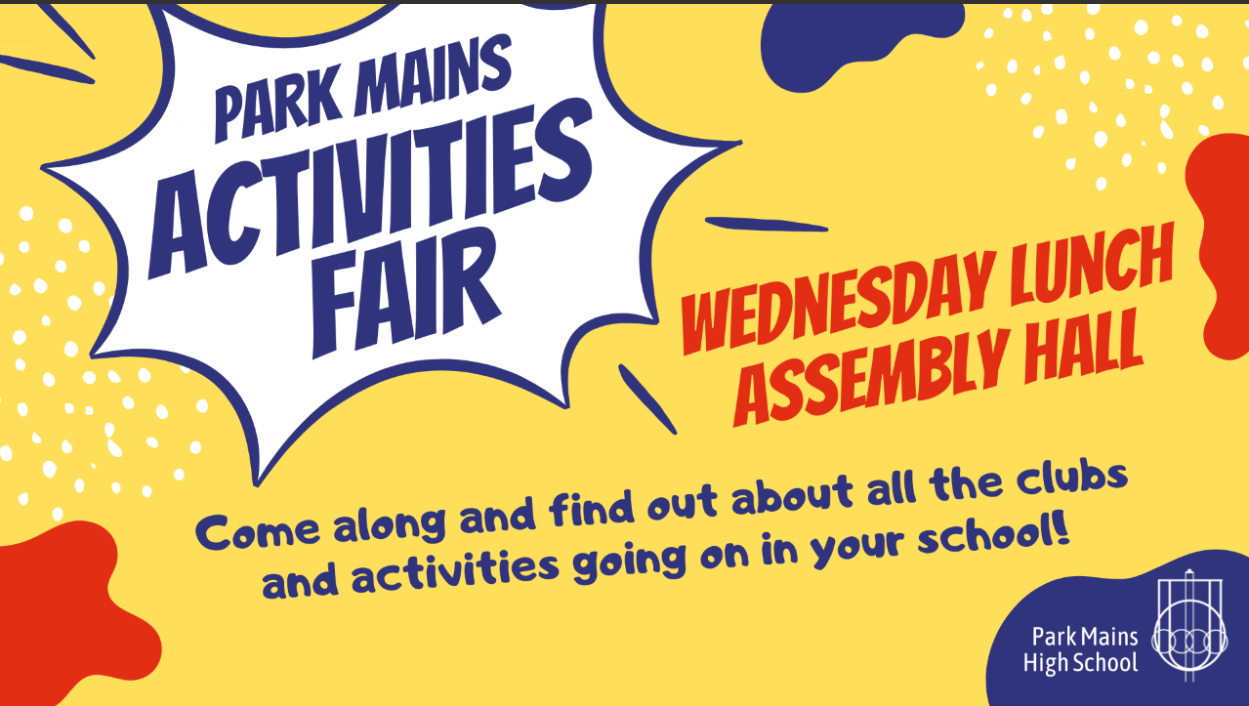 PARK MAINS
ACTIVITIES
FAIR
WEDNESDAY LUNCH
ASSEMBLY HALL
Come along and find out about all the clubs
and activities going on in your school!
Park Mains
High School